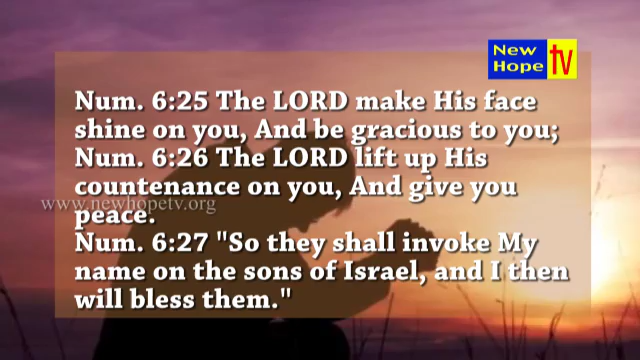 New
Hope
tv
Num. 6:25 The LORD make His face
shine on you, And be gracious to you;
Num. 6:26 The LORD lift up His
countenance on you, And give you
www.newhopetv.org
peace.
Num. 6:27 "So they shall invoke My
name on the sons of Israel, and I then
will bless them."